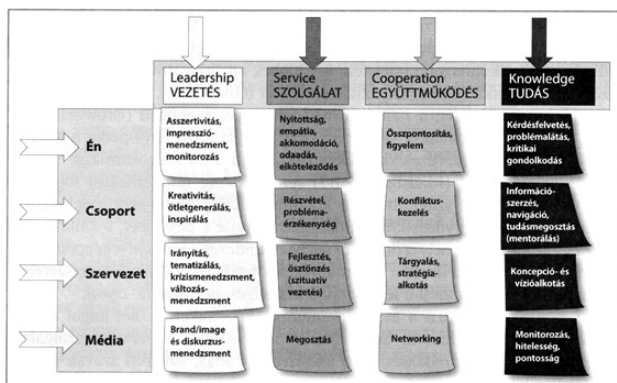 Leadership
VEZETÉS
Service
SZOLGÁLAT
Cooperation
EGYÜTTMŰKÖDÉS
Knowledge
TUDÁS
Én
Asszertivitás,
impresszió-
menedzsment,
monitorozás
Nyitottság,
empátia,
akkomodáció,
odaadás,
elköteleződés
Összpontosítás,
figyelem
Kérdésfelvetés,
problémalátás,
kritikai
gondolkodás
Csoport
Kreativitás,
ötletgenerálás,
inspirálás
Részvétel,
probléma-
érzékenység
Konfliktus-
kezelés
Információ-
szerzés,
navigáció,
tudásmegosztás
(mentorálás)
Szervezet
Irányítás,
tematizálás,
krízismenedzsment,
változás-
menedzsment
Fejlesztés,
ösztönzés
(szituatív
vezetés)
Tárgyalás,
stratégia-
alkotás
Koncepció- és
vízióalkotás
Média
Brand/image
és diskurzus-
menedzsment
Megosztás
Networking
Monitorozás,
hitelesség,
pontosság